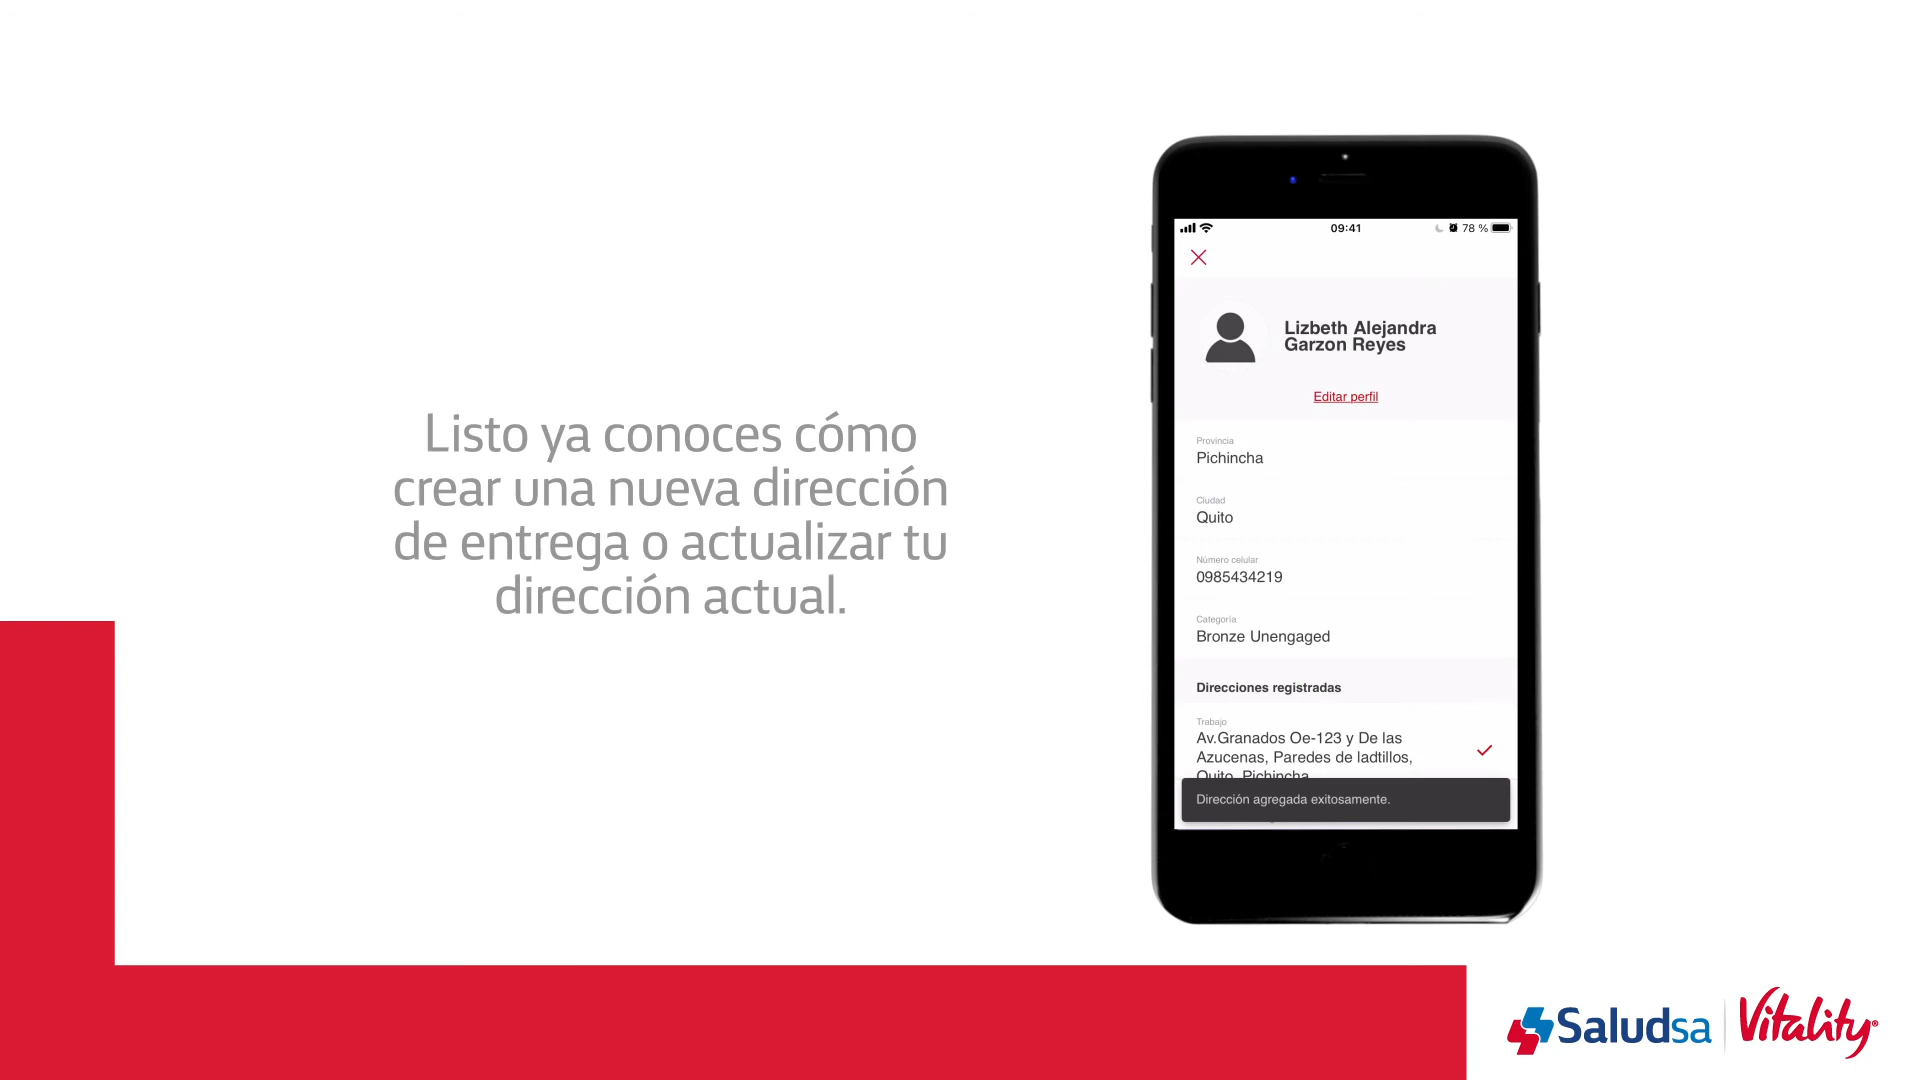 Listo ya conoces cómo
crear una nueva dirección
de entrega o actualizar tu
dirección actual.
09:41
78 %
Lizbeth Alejandra
Garzon Reyes
Editar perfil
Provincia
Pichincha
Ciudad
Quito
Número celular
0985434219
Categoría
Bronze Unengaged
Direcciones registradas
Trabajo
Av.Granados Oe-123 y De las
Azucenas, Paredes de ladtillos,
Quito, Pichincha
Dirección agregada exitosamente.
Saludsa
Vitality®